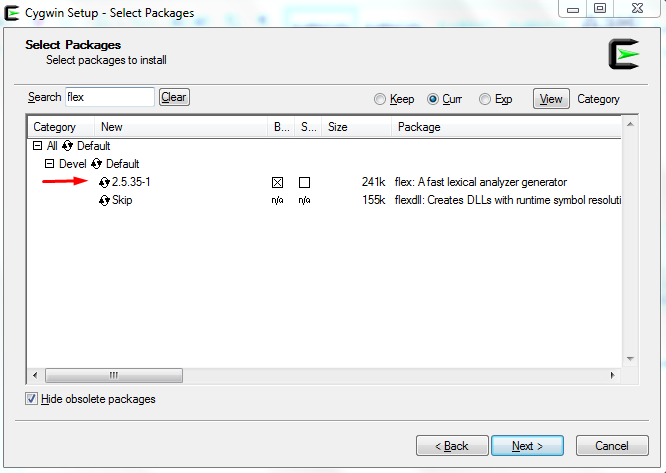 Cygwin Setup - Select Packages
Select Packages
Select packages to install
Search flex Clear Keep Curr Exp View Category
Category New B... S... Size Package
All Default
Devel Default
2.5.35-1 241k flex: A fast lexical analyzer generator
Skip n/a n/a 155k flexdll: Creates DLLs with runtime symbol resoluti
Hide obsolete packages
< Back Next > Cancel